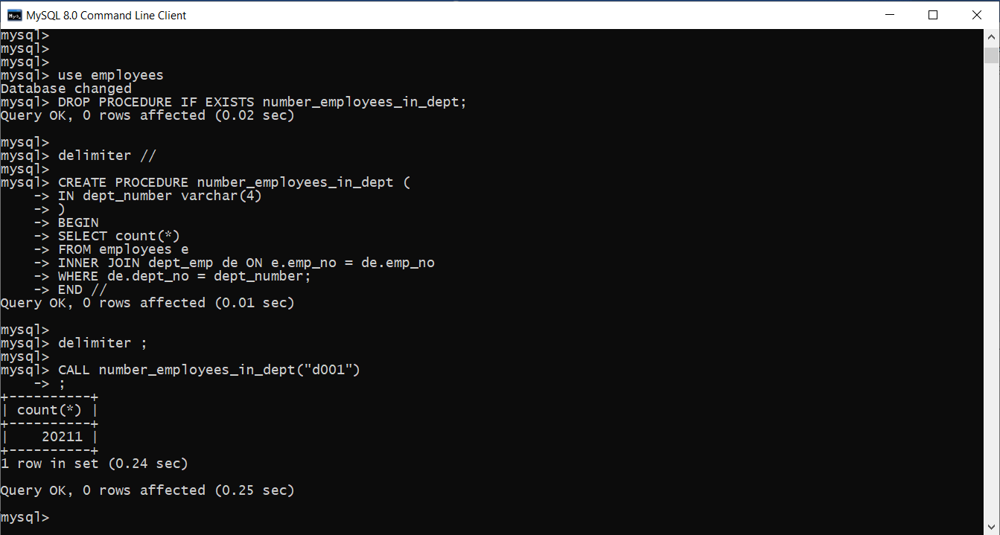 MySQL 8.0 Command Line Client
mysql>
mysql>
mysql>
mysql> use employees
Database changed
mysql> DROP PROCEDURE IF EXISTS number_employees_in_dept;
Query OK, 0 rows affected (0.02 sec)
mysql>
mysql> delimiter //
mysql>
mysql> CREATE PROCEDURE number_employees_in_dept (
    -> IN dept_number varchar(4)
    -> )
    -> BEGIN
    -> SELECT count(*)
    -> FROM employees e
    -> INNER JOIN dept_emp de ON e.emp_no = de.emp_no
    -> WHERE de.dept_no = dept_number;
    -> END //
Query OK, 0 rows affected (0.01 sec)
mysql>
mysql> delimiter ;
mysql>
mysql> CALL number_employees_in_dept("d001")
    -> ;
+----------+
| count(*) |
+----------+
|    20211 |
+----------+
1 row in set (0.24 sec)
Query OK, 0 rows affected (0.25 sec)
mysql>